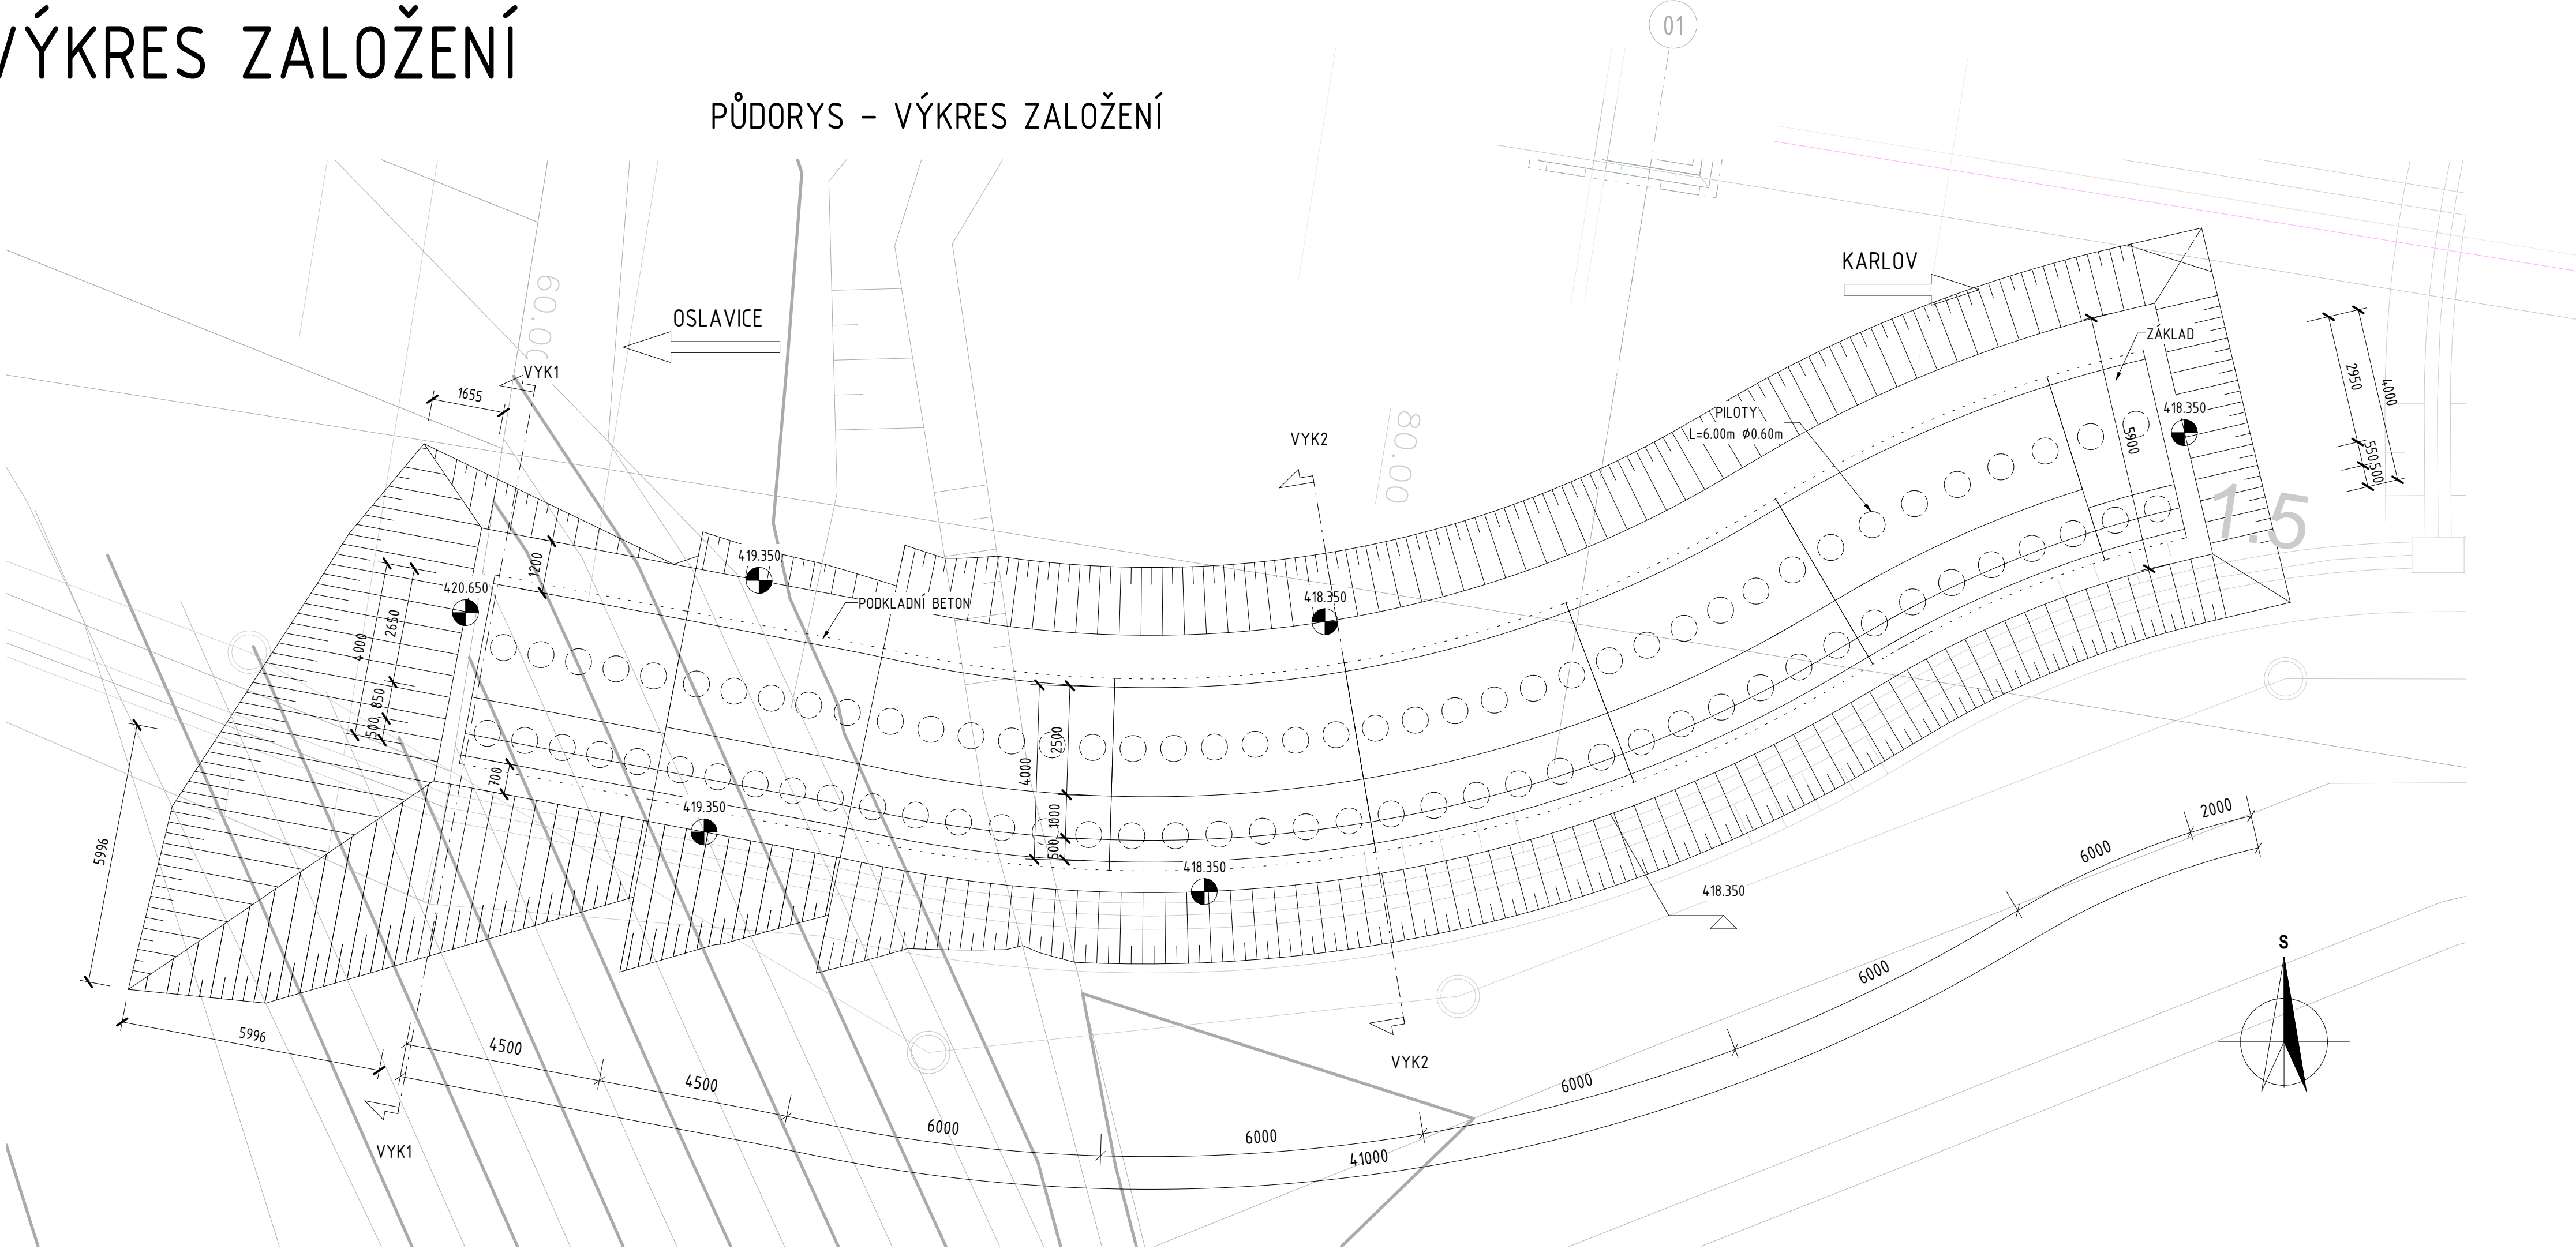 VÝKRES ZALOŽENÍ
01
PŮDORYS - VÝKRES ZALOŽENÍ
KARLOV
OSLAVICE
60.00
ZÁKLAD
VYK1
1655
2950
4000
550
500
80.00
PILOTY
L=6.00m Ø0.60m
418.350
5900
VYK2
1.5
419.350
1200
420.650
PODKLADNÍ BETON
418.350
2650
4000
850
500
700
2500
4000
1000
500
419.350
418.350
418.350
5996
5996
2000
6000
6000
6000
6000
6000
4500
4500
41000
VYK2
VYK1
S